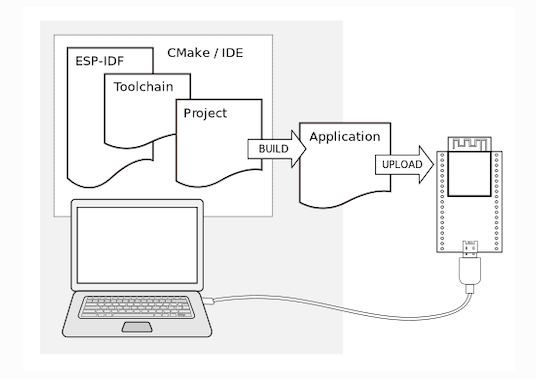 ESP-IDF
CMake / IDE
Toolchain
Project
BUILD
Application
UPLOAD